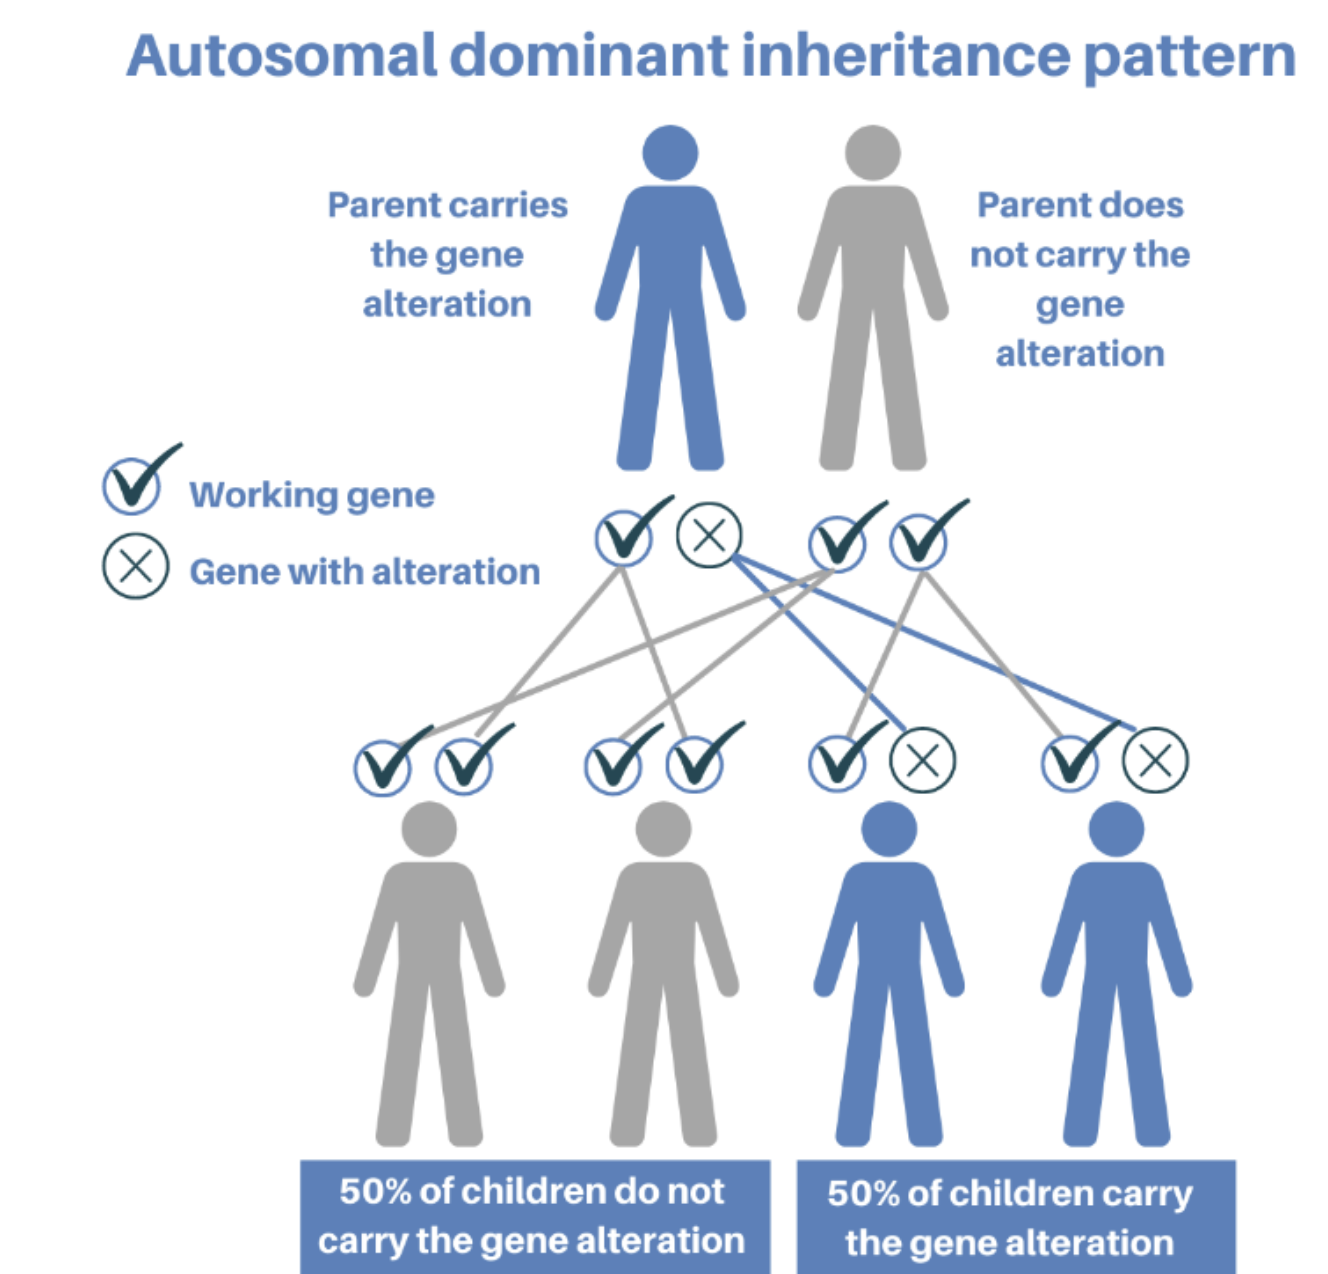 Autosomal dominant inheritance pattern
Parent carries
the gene
alteration
Parent does
not carry the
gene
alteration
Working gene
Gene with alteration
50% of children do not
carry the gene alteration
50% of children carry
the gene alteration